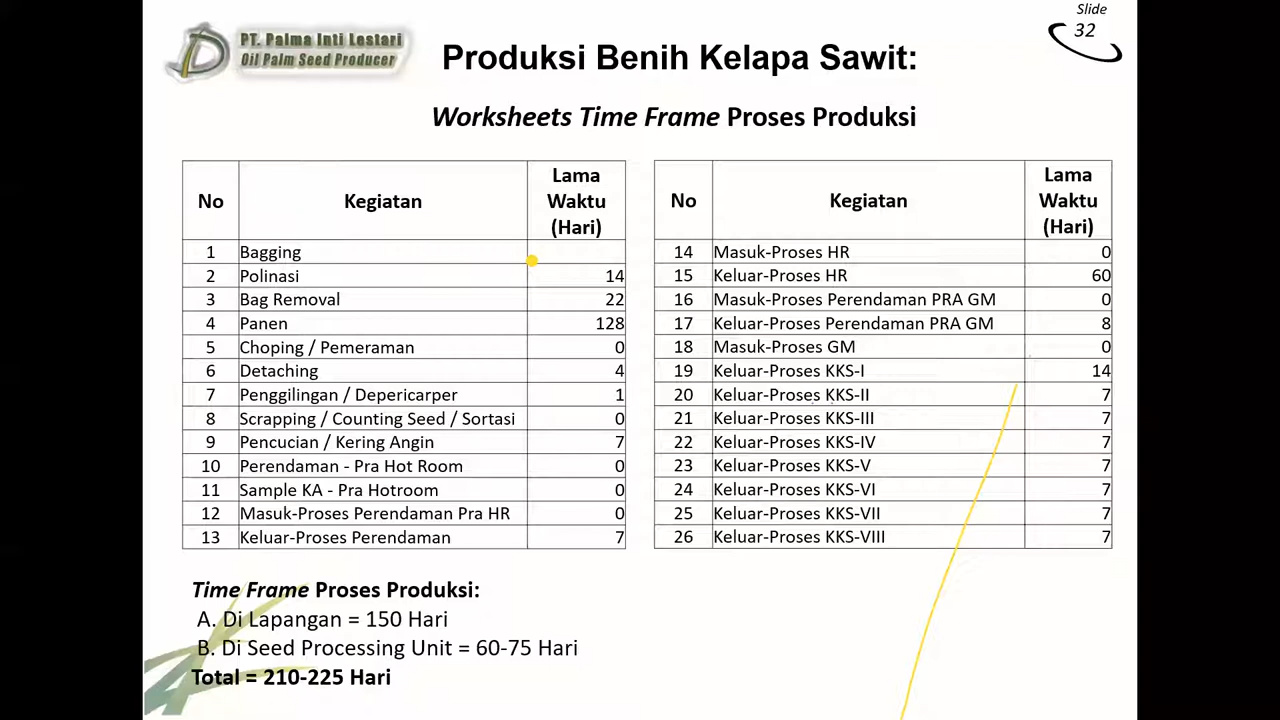 PT. Palma Inti Lestari
Oil Palm Seed Producer
Slide
32
Produksi Benih Kelapa Sawit:
Worksheets Time Frame Proses Produksi
No Kegiatan Lama Waktu (Hari)
1 Bagging
2 Polinasi 14
3 Bag Removal 22
4 Panen 128
5 Choping / Pemeraman 0
6 Detaching 4
7 Penggilingan / Depericarper 1
8 Scrapping / Counting Seed / Sortasi 0
9 Pencucian / Kering Angin 7
10 Perendaman - Pra Hot Room 0
11 Sample KA - Pra Hotroom 0
12 Masuk-Proses Perendaman Pra HR 0
13 Keluar-Proses Perendaman 7
No Kegiatan Lama Waktu (Hari)
14 Masuk-Proses HR 0
15 Keluar-Proses HR 60
16 Masuk-Proses Perendaman PRA GM 0
17 Keluar-Proses Perendaman PRA GM 8
18 Masuk-Proses GM 0
19 Keluar-Proses KKS-I 14
20 Keluar-Proses KKS-II 7
21 Keluar-Proses KKS-III 7
22 Keluar-Proses KKS-IV 7
23 Keluar-Proses KKS-V 7
24 Keluar-Proses KKS-VI 7
25 Keluar-Proses KKS-VII 7
26 Keluar-Proses KKS-VIII 7
Time Frame Proses Produksi:
A. Di Lapangan = 150 Hari
B. Di Seed Processing Unit = 60-75 Hari
Total = 210-225 Hari